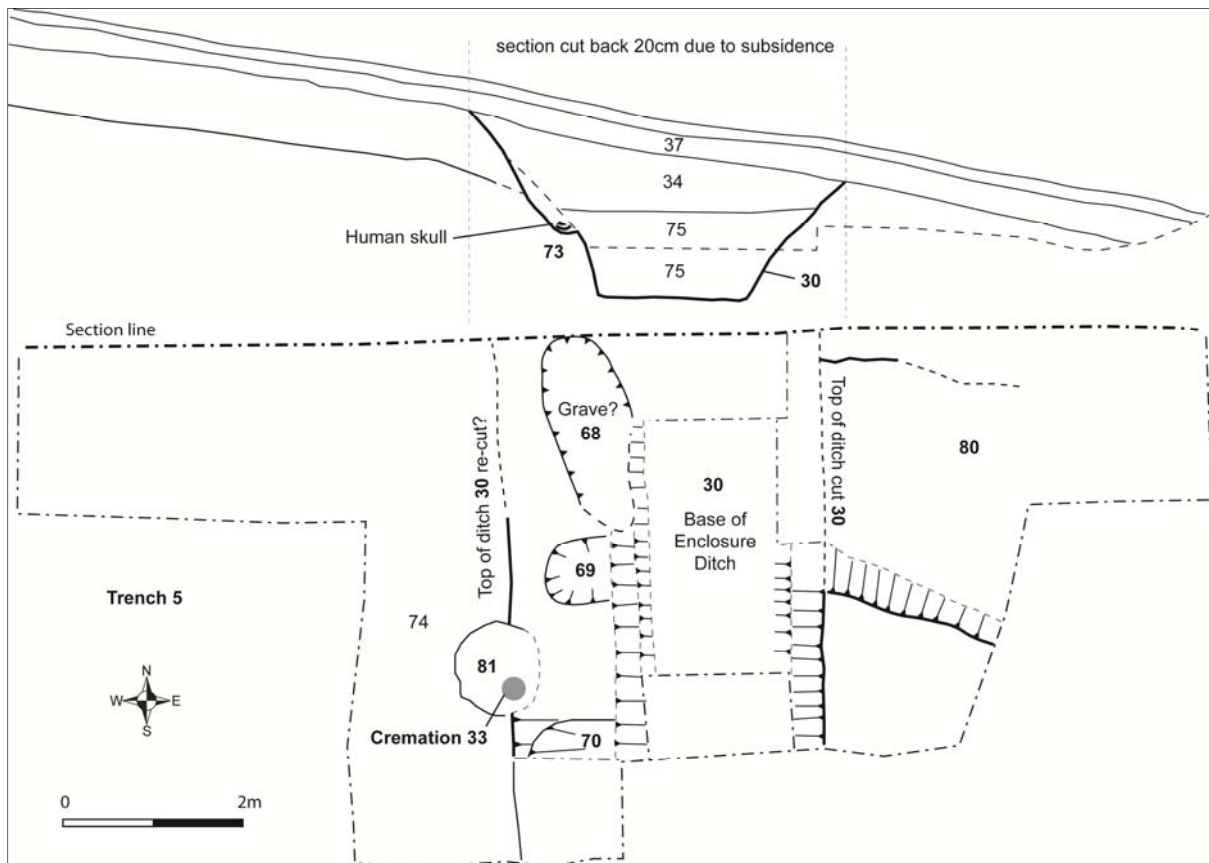 section cut back 20cm due to subsidence
37
34
Human skull
75
73
75
30
Section line
Grave?
68
Top of ditch 30 re-cut?
Top of ditch cut 30
80
30
Base of
Enclosure
Ditch
69
Trench 5
74
81
N
W E
S
Cremation 33
70
0 2m